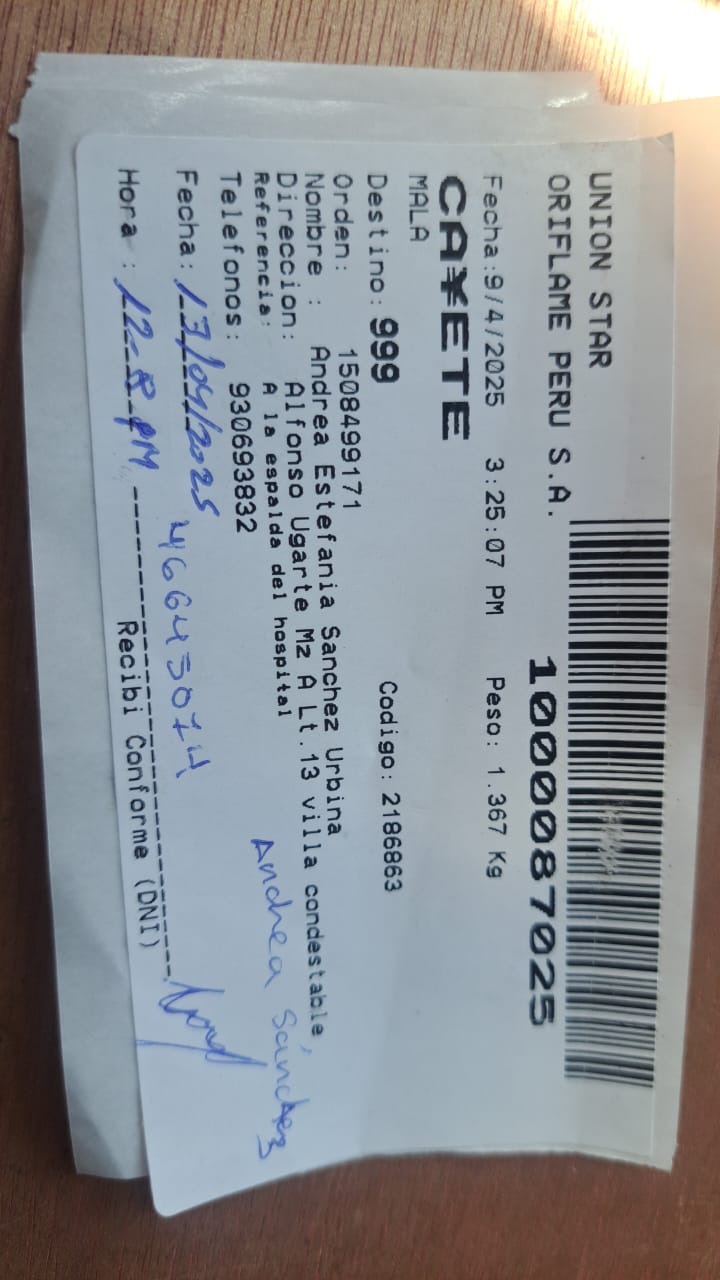 UNION STAR
ORIFLAME PERU S.A.
1000087025
Fecha:9/4/2025 3:25:07 PM Peso: 1.367 Kg
CA¥ETE
MALA
Destino: 999 Codigo: 2186863
Orden: 1508499171
Nombre : Andrea Estefania Sanchez Urbina
Direccion: Alfonso Ugarte Mz A Lt.13 villa condestable,
Referencia: A la espalda del hospital
Telefonos: 930693832
Andrea Sánchez
Fecha: 17/04/2025 46643074
Hora : 12-8 PM
Recibi Conforme (DNI)